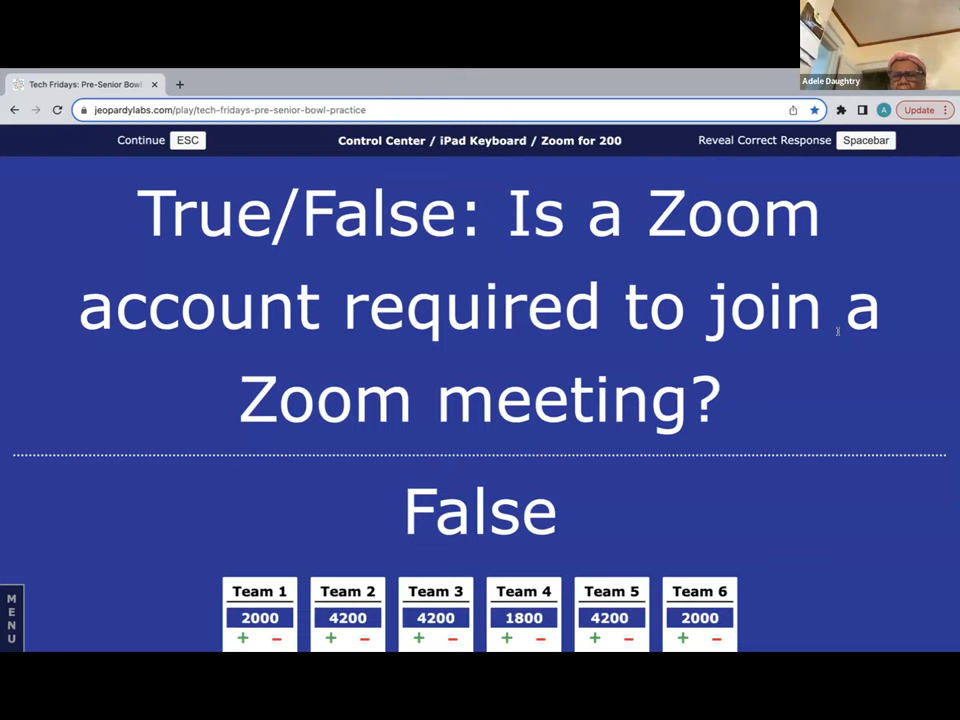 Adele Daughtry
Tech Fridays: Pre-Senior Bowl
jeopardylabs.com/play/tech-fridays-pre-senior-bowl-practice
A
Update
Continue ESC
Control Center / iPad Keyboard / Zoom for 200
Reveal Correct Response Spacebar
True/False: Is a Zoom
account required to join a
Zoom meeting?
False
MENU
Team 1 Team 2 Team 3 Team 4 Team 5 Team 6
2000 4200 4200 1800 4200 2000
+ − + − + − + − + − + −